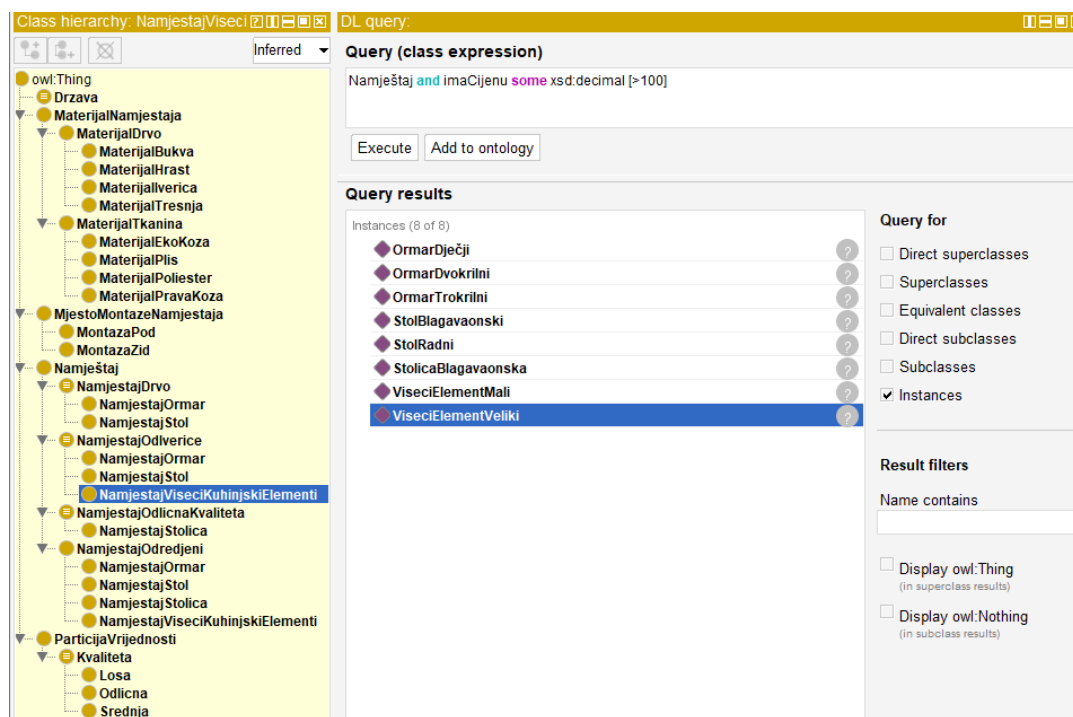 Class hierarchy: NamjestajViseci
Inferred
owl:Thing
Drzava
MaterijalNamjestaja
MaterijalDrvo
MaterijalBukva
MaterijalHrast
MaterijalIverica
MaterijalTresnja
MaterijalTkanina
MaterijalEkoKoza
MaterijalPlis
MaterijalPoliester
MaterijalPravaKoza
MjestoMontazeNamjestaja
MontazaPod
MontazaZid
Namještaj
NamjestajDrvo
NamjestajOrmar
NamjestajStol
NamjestajOdIverice
NamjestajOrmar
NamjestajStol
NamjestajViseciKuhinjskiElementi
NamjestajOdlicnaKvaliteta
NamjestajStolica
NamjestajOdredjeni
NamjestajOrmar
NamjestajStol
NamjestajStolica
NamjestajViseciKuhinjskiElementi
ParticijaVrijednosti
Kvaliteta
Losa
Odlicna
Srednja
DL query:
Query (class expression)
Namještaj and imaCijenu some xsd:decimal [>100]
Execute Add to ontology
Query results
Instances (8 of 8)
OrmarDječji ?
OrmarDvokrilni ?
OrmarTrokrilni ?
StolBlagavaonski ?
StolRadni ?
StolicaBlagavaonska ?
ViseciElementMali ?
ViseciElementVeliki ?
Query for
Direct superclasses
Superclasses
Equivalent classes
Direct subclasses
Subclasses
Instances
Result filters
Name contains
Display owl:Thing
(in superclass results)
Display owl:Nothing
(in subclass results)